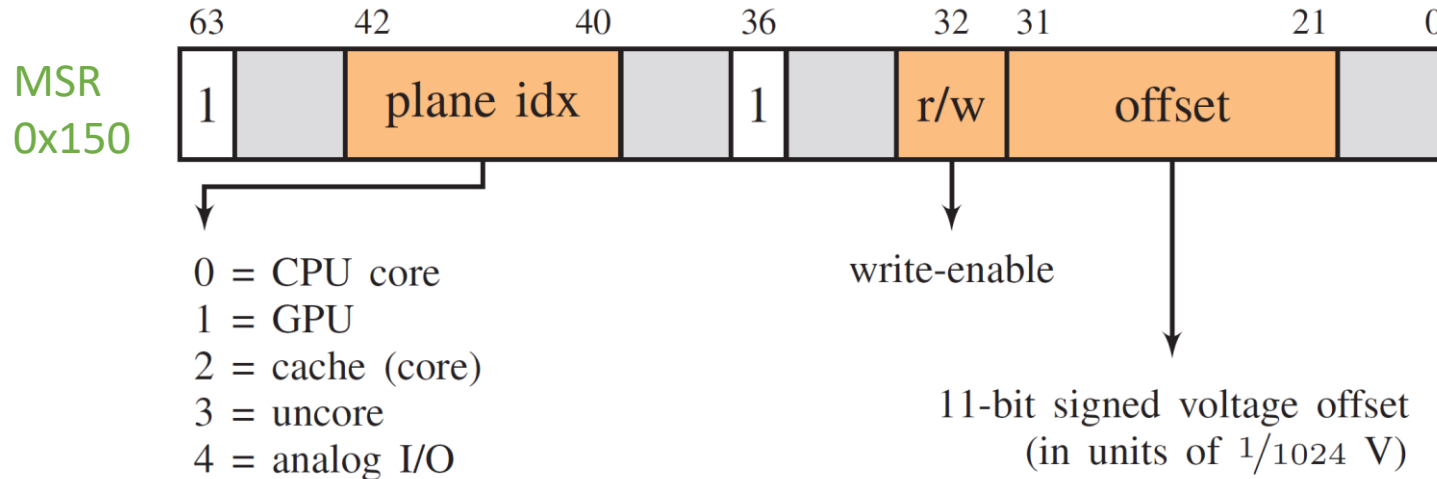 63 42 40 36 32 31 21 0
MSR
0x150
1 plane idx 1 r/w offset
0 = CPU core
1 = GPU
2 = cache (core)
3 = uncore
4 = analog I/O
write-enable
11-bit signed voltage offset
(in units of 1/1024 V)